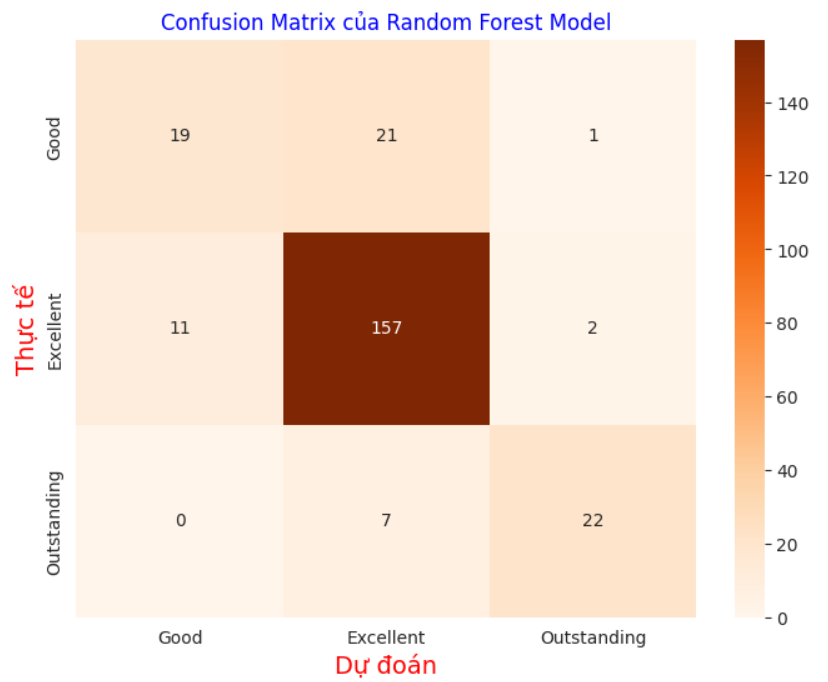 Confusion Matrix của Random Forest Model
Thực tế
Good
19 21 1
Excellent
11 157 2
Outstanding
0 7 22
Good Excellent Outstanding
Dự đoán
140
120
100
80
60
40
20
0